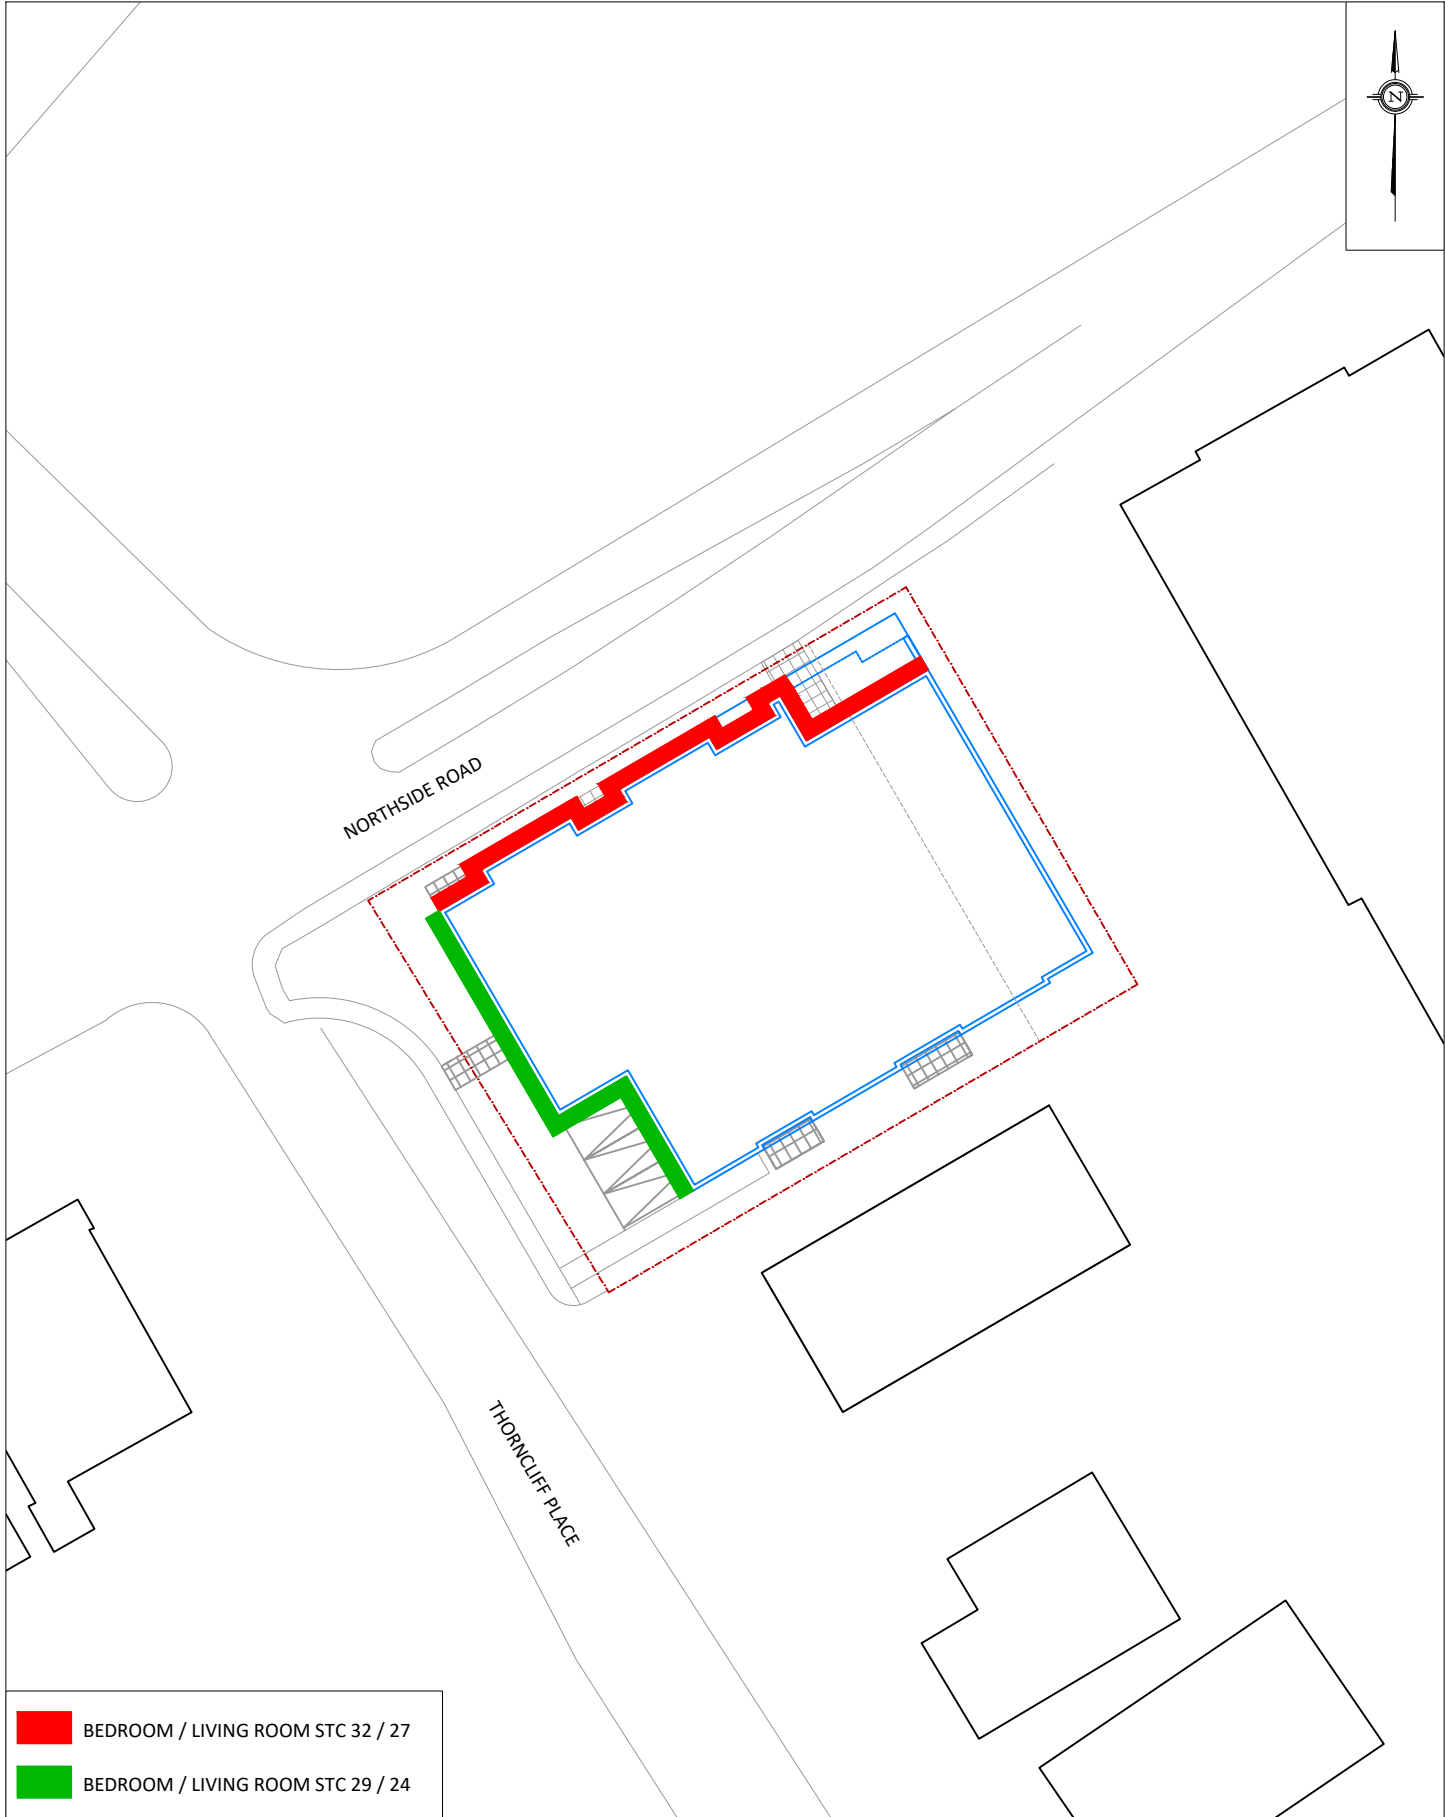 N
NORTHSIDE ROAD
THORNCLIFF PLACE
BEDROOM / LIVING ROOM STC 32 / 27
BEDROOM / LIVING ROOM STC 29 / 24